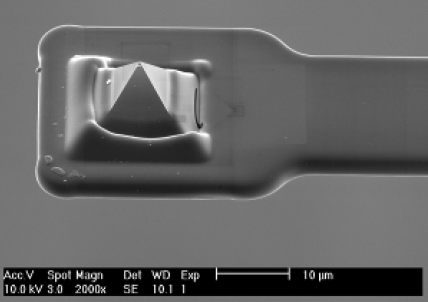 Acc.V Spot Magn Det WD Exp 10 µm
10.0 kV 3.0 2000x SE 10.1 1